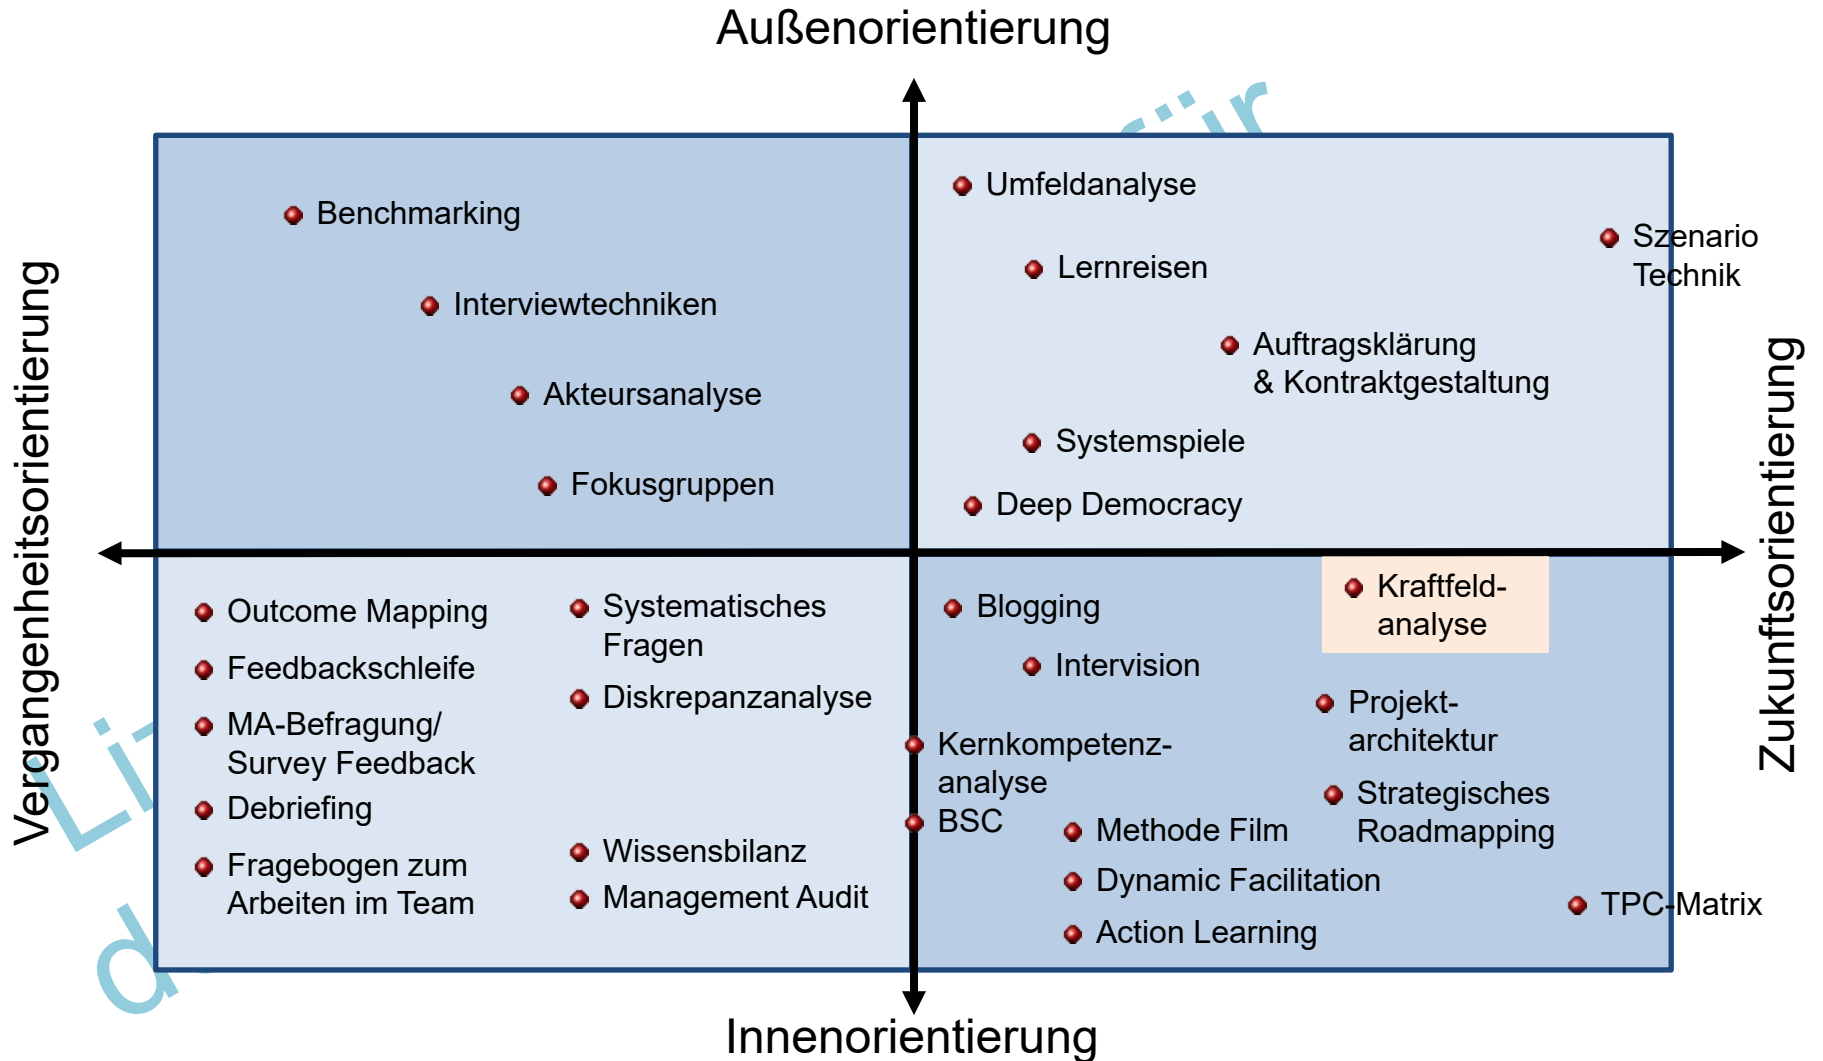 Außenorientierung
Vergangenheitsorientierung
Zukunftsorientierung
Benchmarking
Interviewtechniken
Akteursanalyse
Fokusgruppen
Umfeldanalyse
Szenario
Technik
Lernreisen
Auftragsklärung
& Kontraktgestaltung
Systemspiele
Deep Democracy
Outcome Mapping
Feedbackschleife
MA-Befragung/
Survey Feedback
Debriefing
Fragebogen zum
Arbeiten im Team
Systematisches
Fragen
Diskrepanzanalyse
Wissensbilanz
Management Audit
Blogging
Intervision
Kernkompetenz-
analyse
BSC
Methode Film
Dynamic Facilitation
Action Learning
Kraftfeld-
analyse
Projekt-
architektur
Strategisches
Roadmapping
TPC-Matrix
Innenorientierung
für